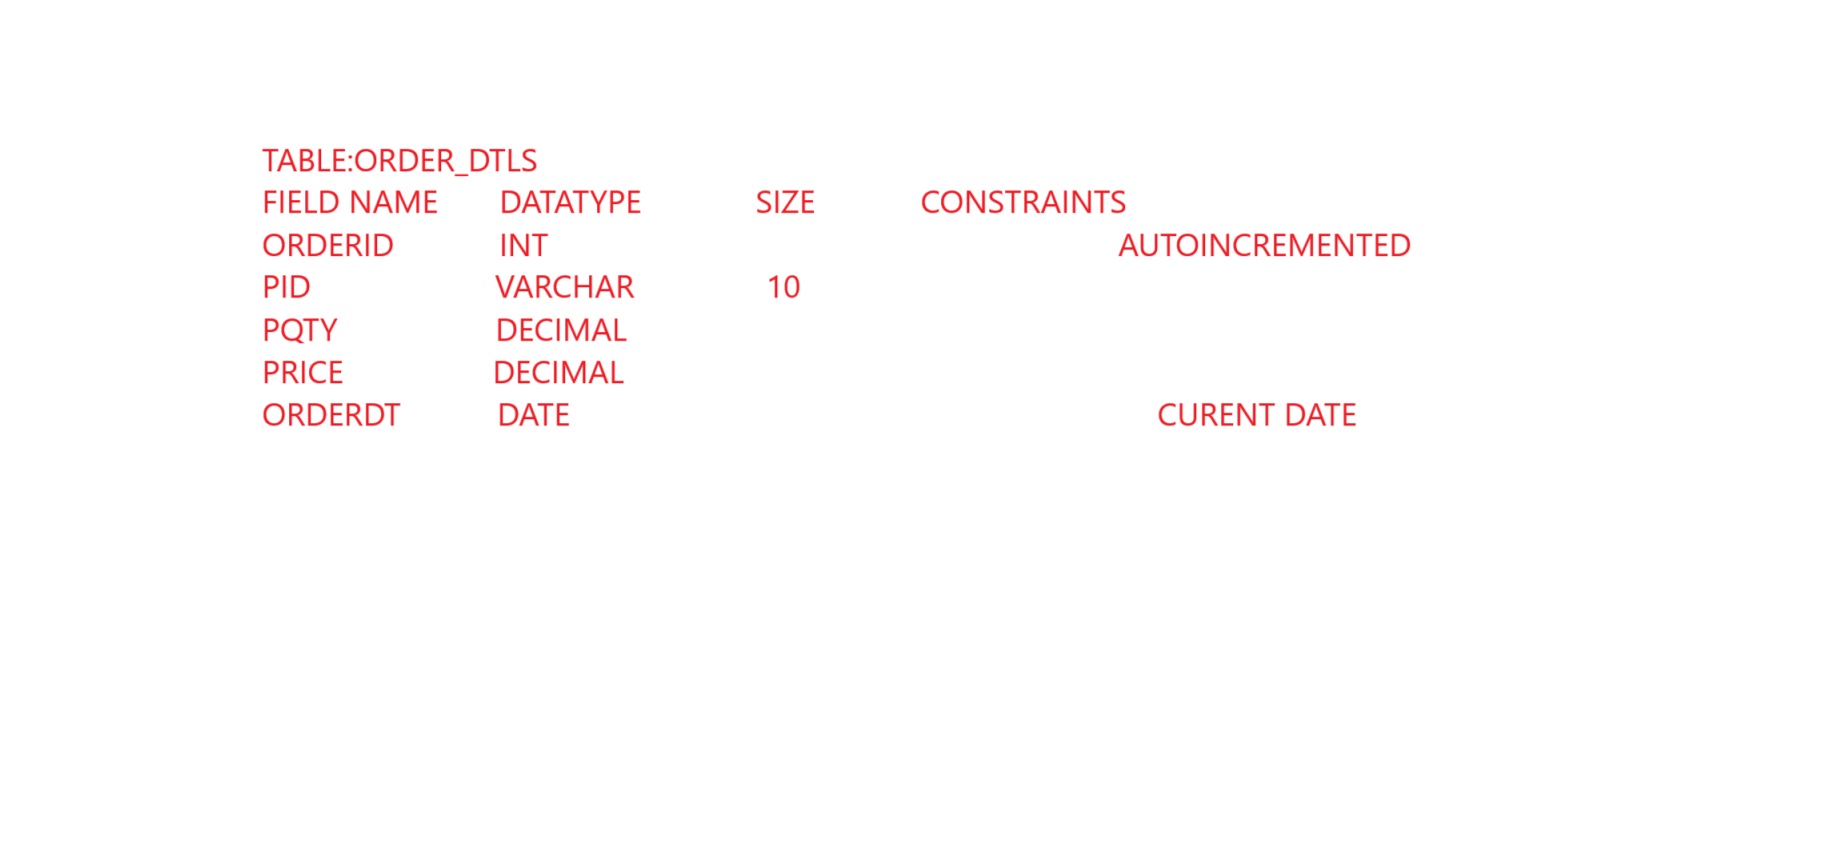 TABLE:ORDER_DTLS
FIELD NAME DATATYPE SIZE CONSTRAINTS
ORDERID INT AUTOINCREMENTED
PID VARCHAR 10
PQTY DECIMAL
PRICE DECIMAL
ORDERDT DATE CURENT DATE